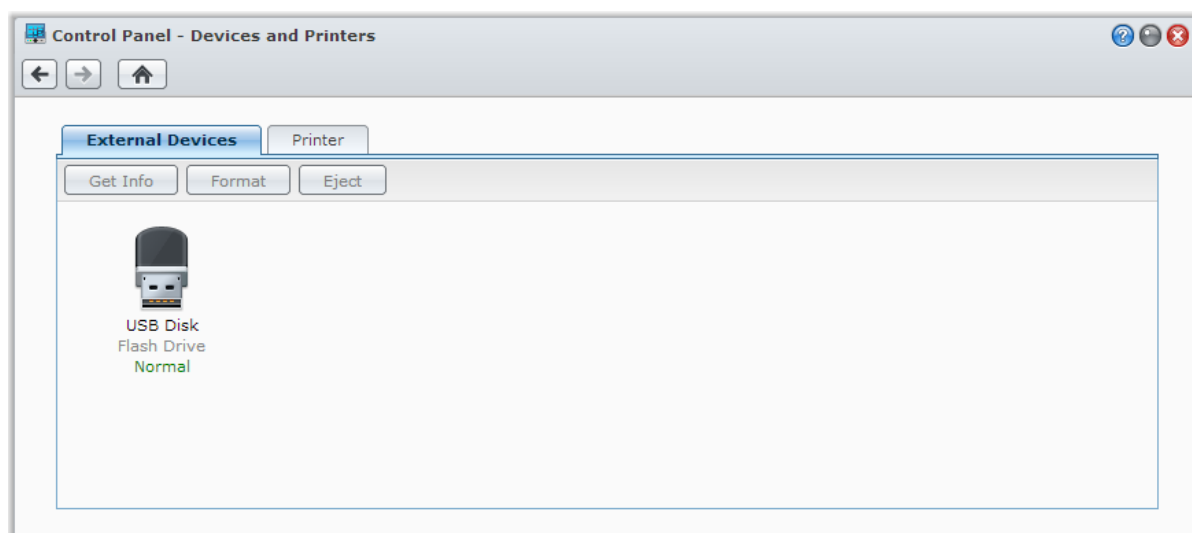 Control Panel - Devices and Printers
External Devices Printer
Get Info Format Eject
USB Disk
Flash Drive
Normal